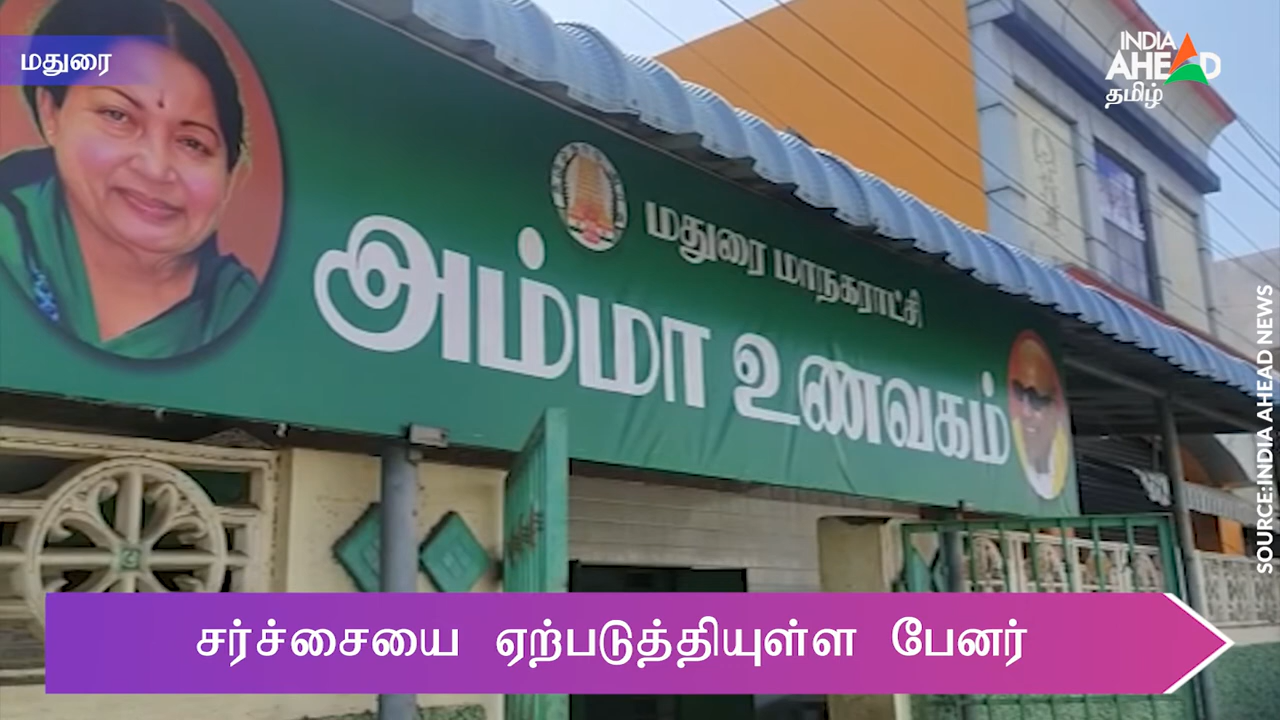 மதுரை
INDIA
AHEAD
தமிழ்
மதுரை மாநகராட்சி
அம்மா உணவகம்
SOURCE:INDIA AHEAD NEWS
சர்ச்சையை ஏற்படுத்தியுள்ள பேனர்